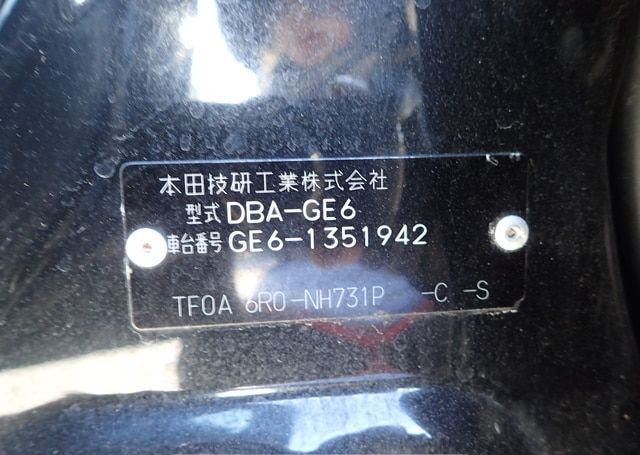 本田技研工業株式会社
型式 DBA-GE6
車台番号 GE6-1351942
TF0A 6R0-NH731P -C -S